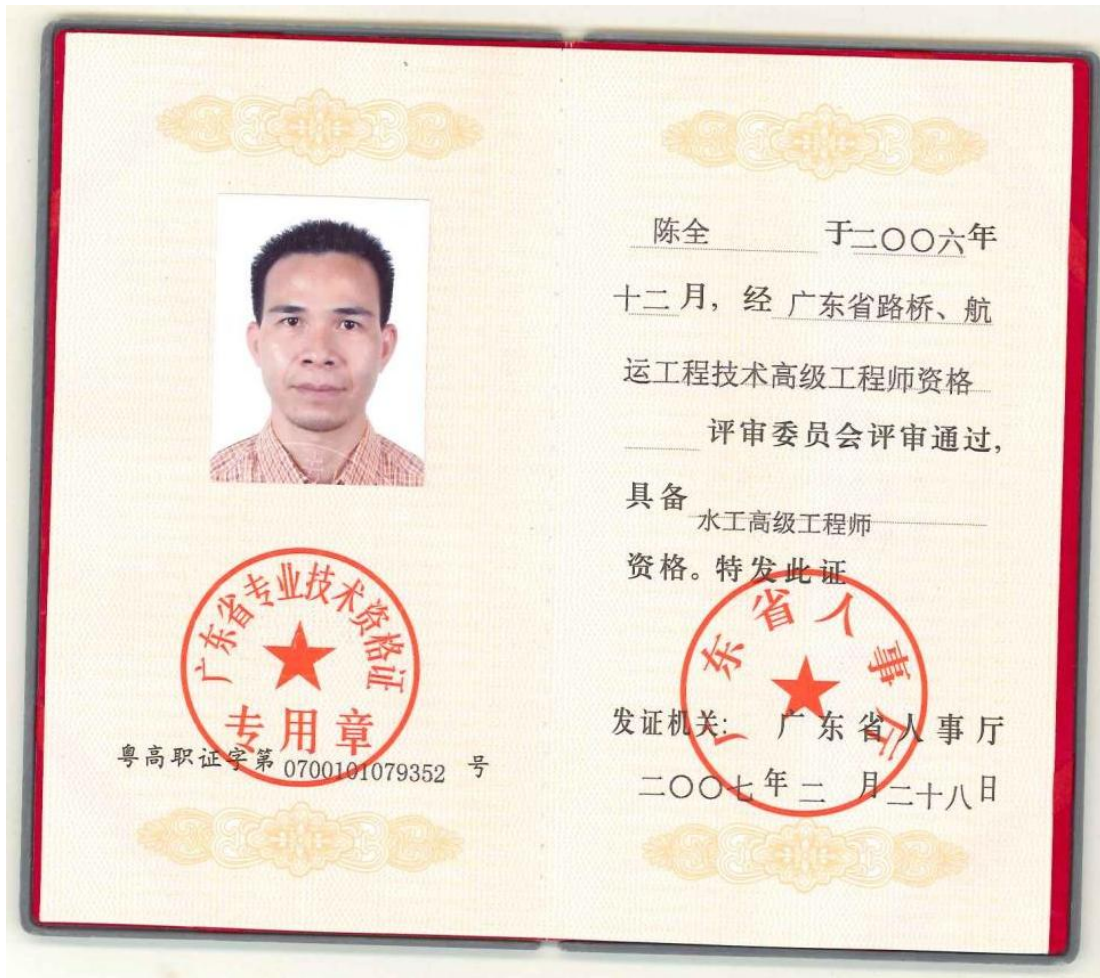 广东省专业技术资格证
专用章
粤高职证字第 0700101079352 号
陈全 于二〇〇六年
十二月，经 广东省路桥、航
运工程技术高级工程师资格
评审委员会评审通过，
具备 水工高级工程师
资格。特发此证
广东省人事厅
发证机关： 广东省人事厅
二〇〇七年二月二十八日